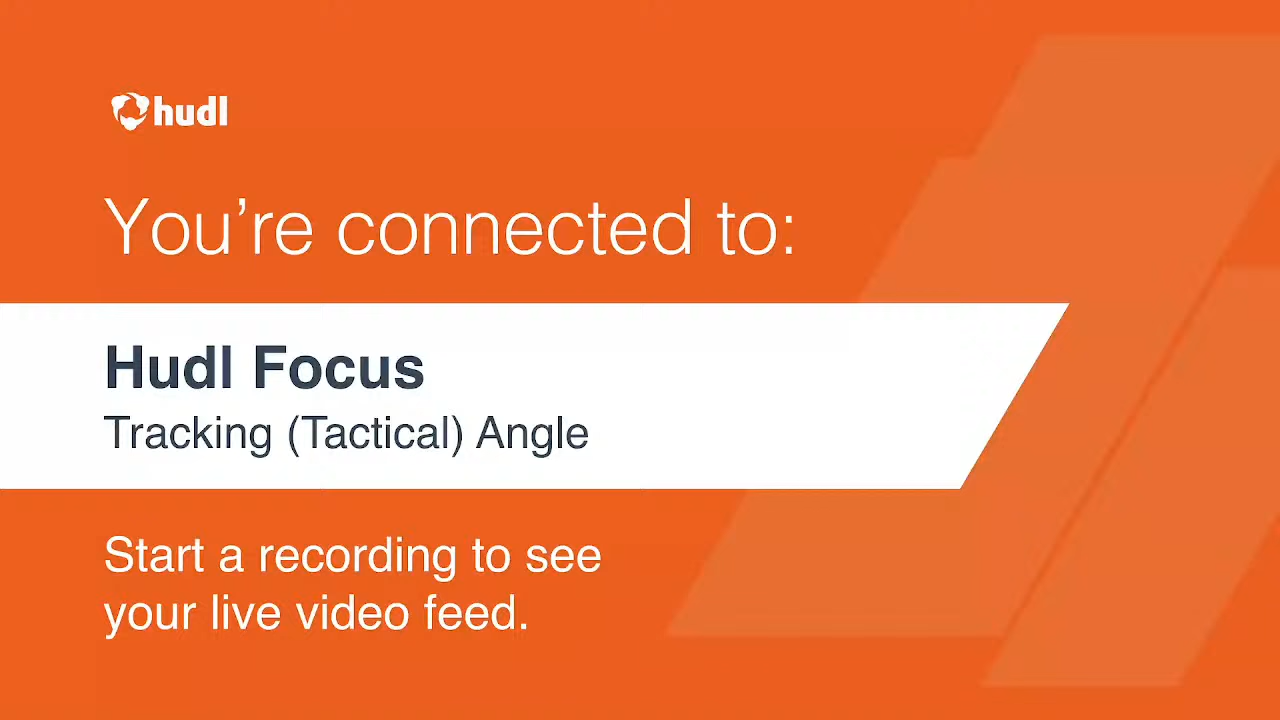 hudl
You’re connected to:
Hudl Focus
Tracking (Tactical) Angle
Start a recording to see
your live video feed.